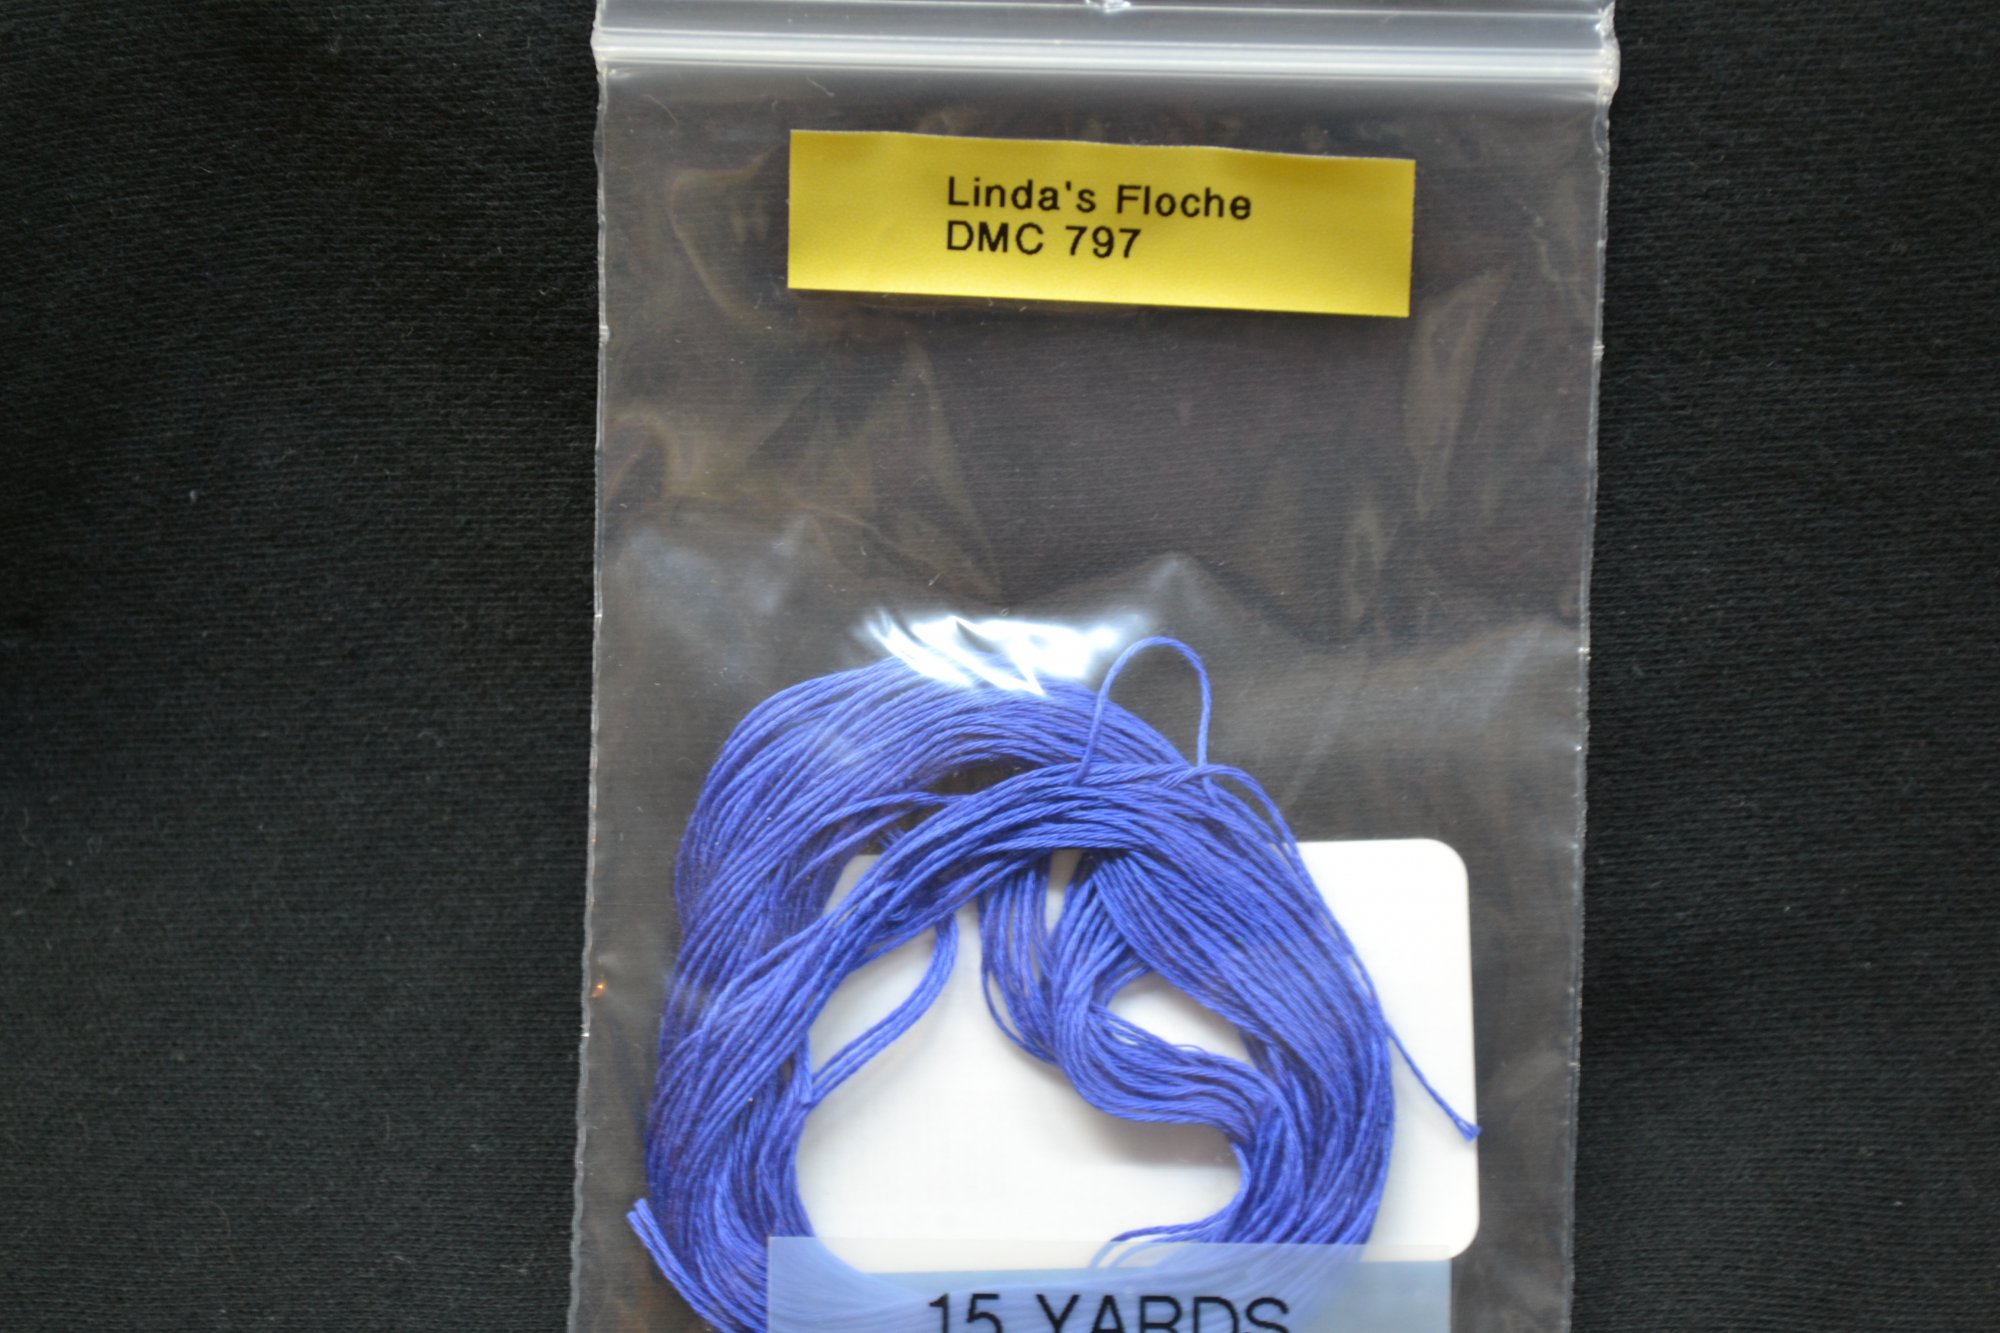 Linda's Floche
DMC 797
15 YARDS